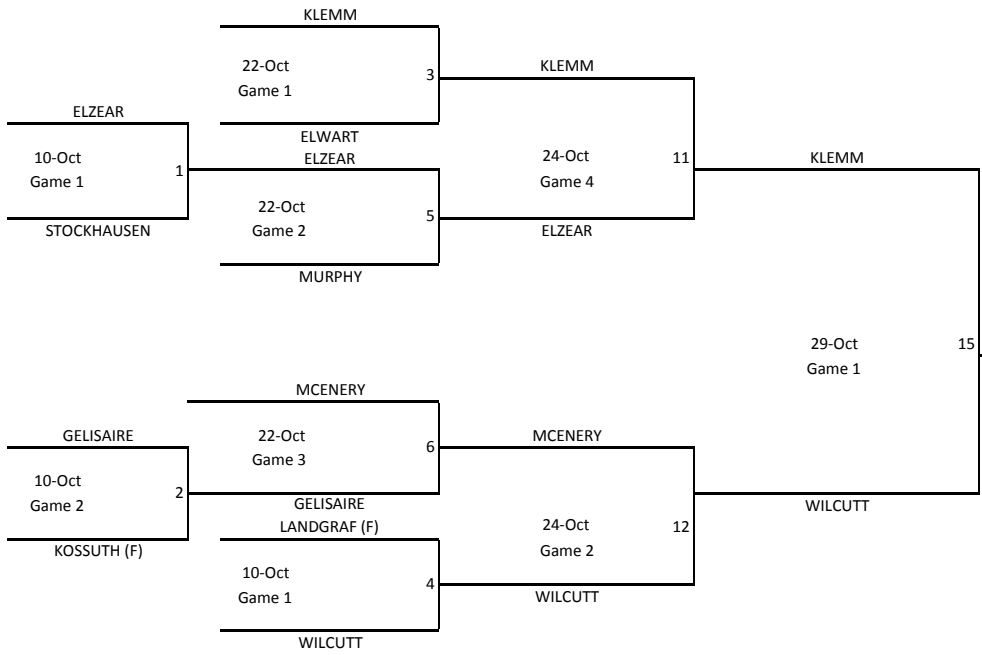 KLEMM
22-Oct
Game 1
3
KLEMM
ELZEAR
ELWART
10-Oct
Game 1
1
ELZEAR
24-Oct
Game 4
11
KLEMM
22-Oct
Game 2
5
STOCKHAUSEN
ELZEAR
MURPHY
29-Oct
Game 1
15
MCENERY
GELISAIRE
22-Oct
Game 3
6
MCENERY
10-Oct
Game 2
2
GELISAIRE
WILCUTT
LANDGRAF (F)
24-Oct
Game 2
12
KOSSUTH (F)
10-Oct
Game 1
4
WILCUTT
WILCUTT